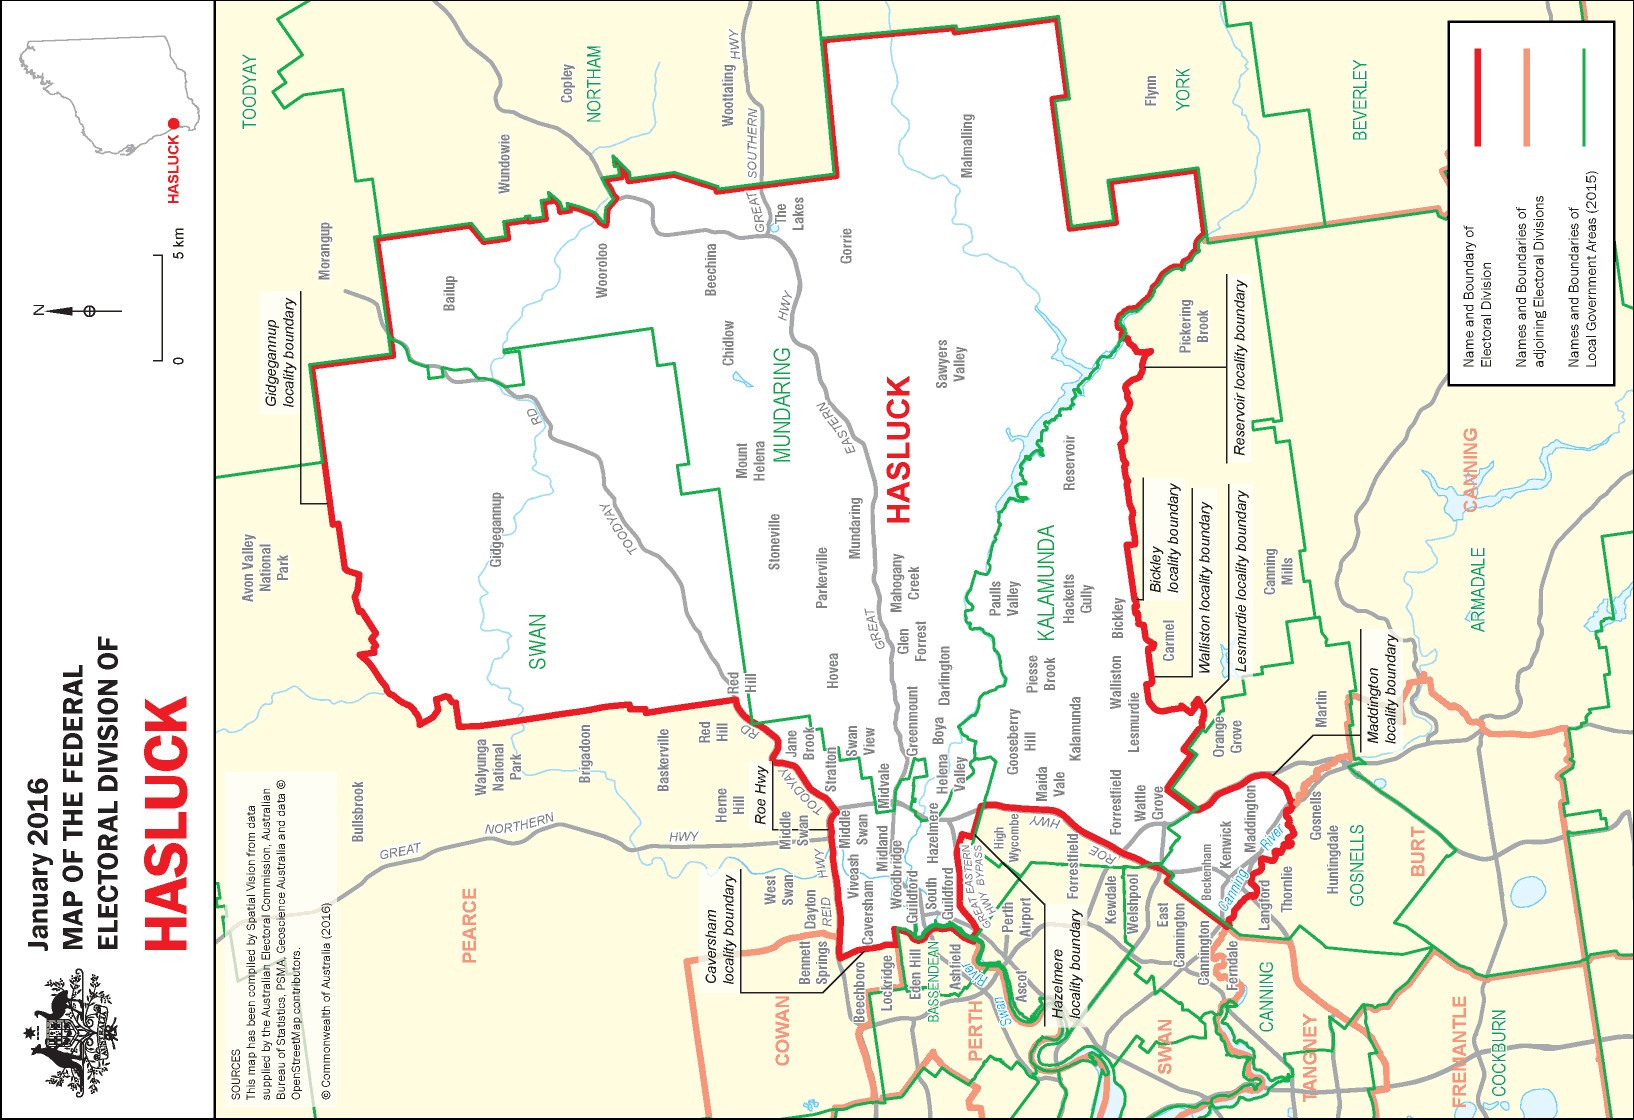 January 2016
MAP OF THE FEDERAL
ELECTORAL DIVISION OF
HASLUCK
N
0
5 km
HASLUCK
SOURCES
This map has been compiled by Spatial Vision from data
supplied by the Australian Electoral Commission, Australian
Bureau of Statistics, PSMA, Geoscience Australia and data ©
OpenStreetMap contributors.
© Commonwealth of Australia (2016)
Name and Boundary of
Electoral Division
Names and Boundaries of
adjoining Electoral Divisions
Names and Boundaries of
Local Government Areas (2015)
TOODYAY
NORTHAM
YORK
BEVERLEY
Copley
Woottating
Flynn
Wundowie
Malmalling
Morangup
The
Lakes
Gorrie
Wooroloo
Beechina
Bailup
Gidgegannup
locality boundary
Pickering
Brook
Reservoir locality boundary
Chidlow
Sawyers
Valley
MUNDARING
HASLUCK
Mount
Helena
Reservoir
Avon Valley
National
Park
Gidgegannup
Stoneville
Mundaring
Parkerville
Mahogany
Creek
Paulls
Valley
KALAMUNDA
Hacketts
Gully
Bickley
Bickley
locality boundary
Walliston locality boundary
Lesmurdie locality boundary
Canning
Mills
CANNING
ARMADALE
SWAN
Glen
Forrest
Hovea
Darlington
Piesse
Brook
Carmel
Walliston
Lesmurdie
Red
Hill
Red
Hill
Greenmount
Boya
Gooseberry
Hill
Kalamunda
Orange
Grove
Martin
Maddington
locality boundary
Walyunga
National
Park
Brigadoon
Baskerville
Jane
Brook
Swan
View
Stratton
Helena
Valley
Midvale
Maida
Vale
Forrestfield
Wattle
Grove
Bullsbrook
Herne
Hill
Roe Hwy
Middle
Swan
Middle
Swan
Midland
Hazelmere
High
Wycombe
Forrestfield
Kenwick
Maddington
Gosnells
Huntingdale
GOSNELLS
BURT
PEARCE
West
Swan
Viveash
Woodbridge
Caversham
Guildford
South
Guildford
Dayton
Perth
Airport
Kewdale
Welshpool
East
Cannington
Beckenham
Langford
Thornlie
Caversham
locality boundary
Bennett
Springs
Beechboro
Lockridge
Eden Hill
BASSENDEAN
Ashfield
Ascot
Hazelmere
locality boundary
Cannington
Ferndale
CANNING
COWAN
PERTH
SWAN
TANGNEY
FREMANTLE
COCKBURN
GREAT
NORTHERN
HWY
TOODYAY
RD
TOODYAY
RD
REID
HWY
GREAT
EASTERN
HWY
GREAT
SOUTHERN
HWY
GREAT EASTERN
HWY BYPASS
HWY
ROE
HWY
Swan
River
Canning
River